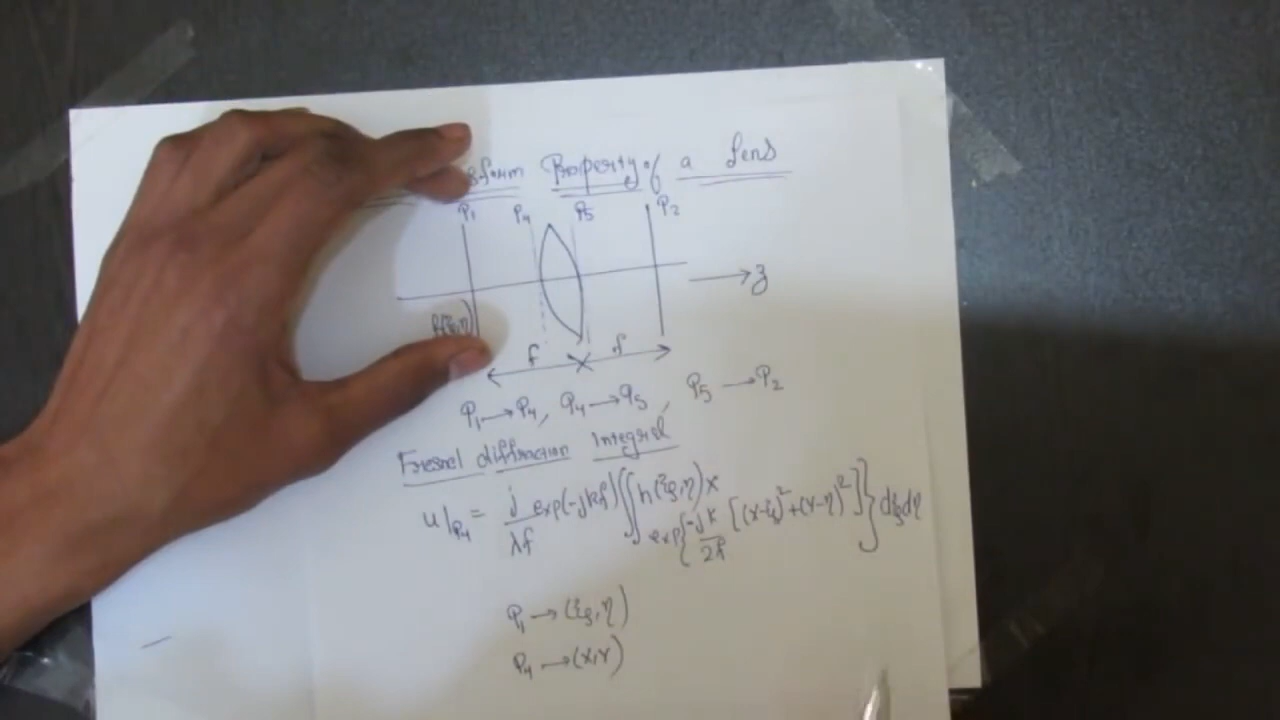 Property of a Lens
P₁ P₄ P₅ P₂
z
h(ξ,η)
f f
P₁ → P₄, P₄ → P₅, P₅ → P₂
Fresnel diffraction Integral
u|P₄ = j/λf exp(-jkf) ∬ h(ξ,η) ×
exp{-jk/2f [(x-ξ)²+(y-η)²]} dξdη
P₁ → (ξ,η)
P₄ → (x,y)